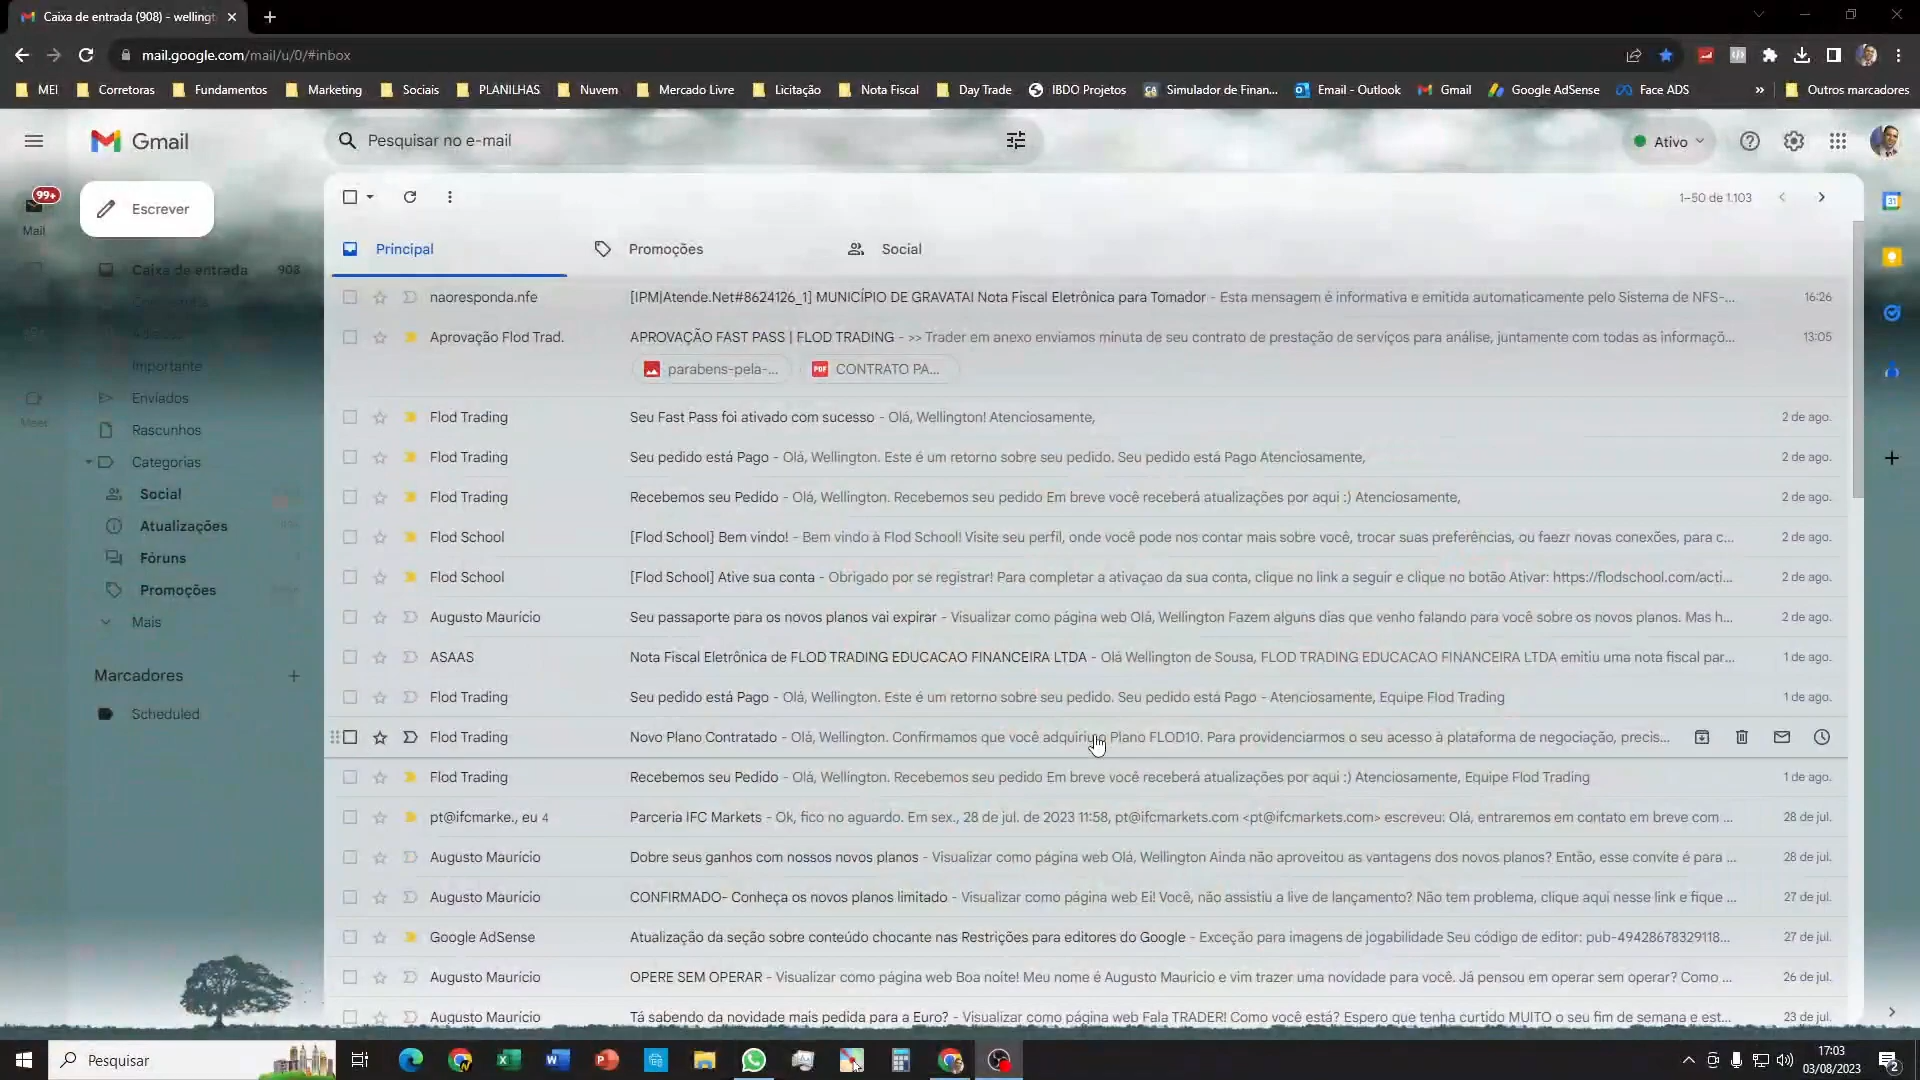 Caixa de entrada (908) - wellingt
mail.google.com/mail/u/0/#inbox
MEI Corretoras Fundamentos Marketing Sociais PLANILHAS Nuvem Mercado Livre Licitação Nota Fiscal Day Trade IBDO Projetos Simulador de Finan... Email - Outlook Gmail Google AdSense Face ADS » Outros marcadores
Gmail
Pesquisar no e-mail
Ativo
99+
Mail
Escrever
1–50 de 1.103
Caixa de entrada 908
Importante
Enviados
Rascunhos
Categorias
Social
Atualizações
Fóruns
Promoções
Mais
Marcadores
Scheduled
Meet
Principal Promoções Social
naoresponda.nfe [IPM|Atende.Net#8624126_1] MUNICÍPIO DE GRAVATAI Nota Fiscal Eletrônica para Tomador - Esta mensagem é informativa e emitida automaticamente pelo Sistema de NFS-... 16:26
Aprovação Flod Trad. APROVAÇÃO FAST PASS | FLOD TRADING - >> Trader em anexo enviamos minuta de seu contrato de prestação de serviços para análise, juntamente com todas as informaçõ... 13:05
parabens-pela-... PDF CONTRATO PA...
Flod Trading Seu Fast Pass foi ativado com sucesso - Olá, Wellington! Atenciosamente, 2 de ago.
Flod Trading Seu pedido está Pago - Olá, Wellington. Este é um retorno sobre seu pedido. Seu pedido está Pago Atenciosamente, 2 de ago.
Flod Trading Recebemos seu Pedido - Olá, Wellington. Recebemos seu pedido Em breve você receberá atualizações por aqui :) Atenciosamente, 2 de ago.
Flod School [Flod School] Bem vindo! - Bem vindo à Flod School! Visite seu perfil, onde você pode nos contar mais sobre você, trocar suas preferências, ou faezr novas conexões, para c... 2 de ago.
Flod School [Flod School] Ative sua conta - Obrigado por se registrar! Para completar a ativaçao da sua conta, clique no link a seguir e clique no botão Ativar: https://flodschool.com/acti... 2 de ago.
Augusto Maurício Seu passaporte para os novos planos vai expirar - Visualizar como página web Olá, Wellington Fazem alguns dias que venho falando para você sobre os novos planos. Mas h... 2 de ago.
ASAAS Nota Fiscal Eletrônica de FLOD TRADING EDUCACAO FINANCEIRA LTDA - Olá Wellington de Sousa, FLOD TRADING EDUCACAO FINANCEIRA LTDA emitiu uma nota fiscal par... 1 de ago.
Flod Trading Seu pedido está Pago - Olá, Wellington. Este é um retorno sobre seu pedido. Seu pedido está Pago - Atenciosamente, Equipe Flod Trading 1 de ago.
Flod Trading Novo Plano Contratado - Olá, Wellington. Confirmamos que você adquiriu o Plano FLOD10. Para providenciarmos o seu acesso à plataforma de negociação, precis...
Flod Trading Recebemos seu Pedido - Olá, Wellington. Recebemos seu pedido Em breve você receberá atualizações por aqui :) Atenciosamente, Equipe Flod Trading 1 de ago.
pt@ifcmarke., eu 4 Parceria IFC Markets - Ok, fico no aguardo. Em sex., 28 de jul. de 2023 11:58, pt@ifcmarkets.com <pt@ifcmarkets.com> escreveu: Olá, entraremos em contato em breve com ... 28 de jul.
Augusto Maurício Dobre seus ganhos com nossos novos planos - Visualizar como página web Olá, Wellington Ainda não aproveitou as vantagens dos novos planos? Então, esse convite é para ... 28 de jul.
Augusto Maurício CONFIRMADO- Conheça os novos planos limitado - Visualizar como página web Ei! Você, não assistiu a live de lançamento? Não tem problema, clique aqui nesse link e fique ... 27 de jul.
Google AdSense Atualização da seção sobre conteúdo chocante nas Restrições para editores do Google - Exceção para imagens de jogabilidade Seu código de editor: pub-49428678329118... 27 de jul.
Augusto Maurício OPERE SEM OPERAR - Visualizar como página web Boa noite! Meu nome é Augusto Mauricio e vim trazer uma novidade para você. Já pensou em operar sem operar? Como ... 26 de jul.
Augusto Maurício Tá sabendo da novidade mais pedida para a Euro? - Visualizar como página web Fala TRADER! Como você está? Espero que tenha curtido MUITO o seu fim de semana e est... 23 de jul.
Pesquisar
17:03
03/08/2023
2